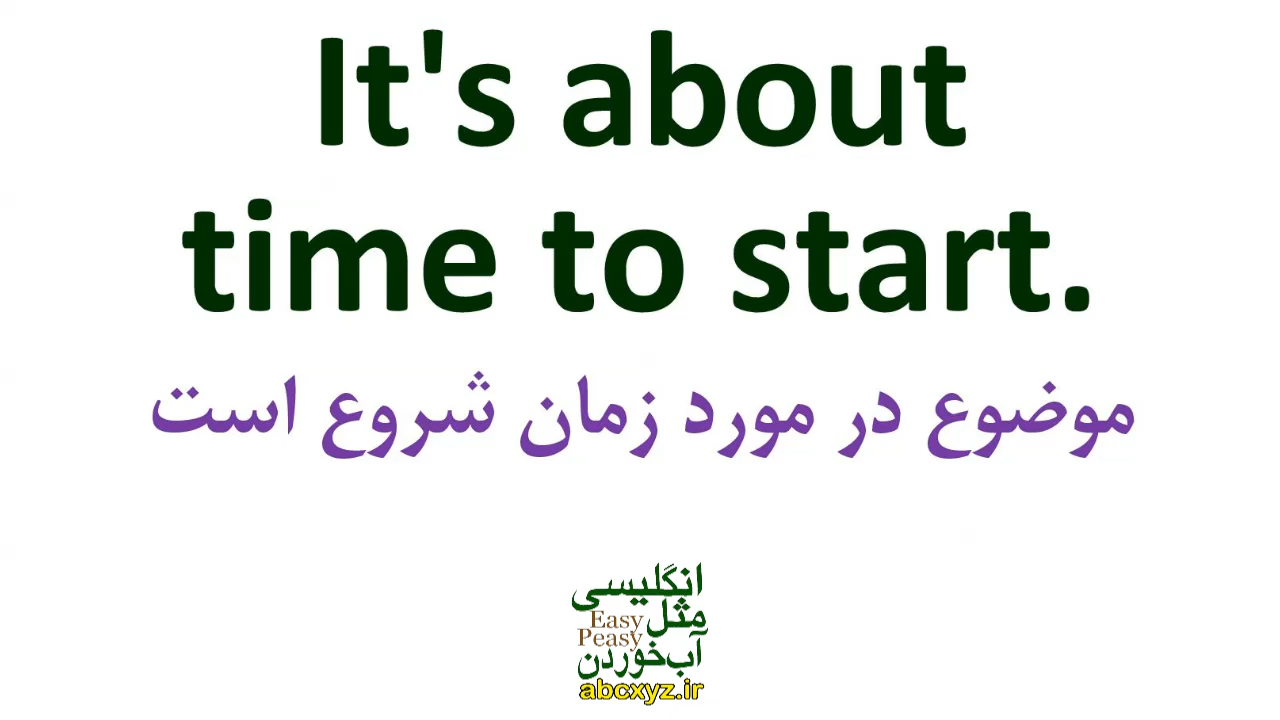 It's about
time to start.
موضوع در مورد زمان شروع است
انگلیسی
مثل
Easy
Peasy
آب‌خوردن
abcxyz.ir